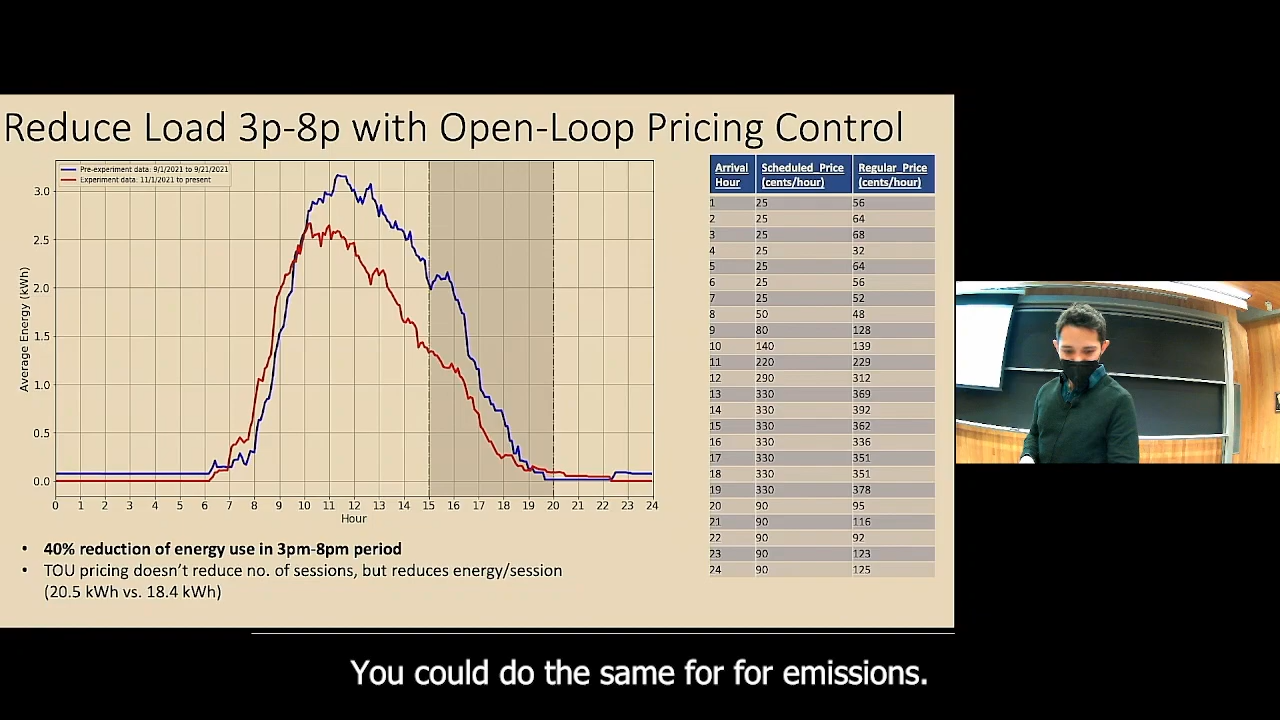 Reduce Load 3p-8p with Open-Loop Pricing Control
Pre-experiment data: 9/1/2021 to 9/21/2021
Experiment data: 11/1/2021 to present
3.0
2.5
2.0
1.5
1.0
0.5
0.0
Average Energy (kWh)
0 1 2 3 4 5 6 7 8 9 10 11 12 13 14 15 16 17 18 19 20 21 22 23 24
Hour
Arrival Hour Scheduled Price (cents/hour) Regular Price (cents/hour)
1 25 56
2 25 64
3 25 68
4 25 32
5 25 64
6 25 56
7 25 52
8 50 48
9 80 128
10 140 139
11 220 229
12 290 312
13 330 369
14 330 392
15 330 362
16 330 336
17 330 351
18 330 351
19 330 378
20 90 95
21 90 116
22 90 92
23 90 123
24 90 125
• 40% reduction of energy use in 3pm-8pm period
• TOU pricing doesn't reduce no. of sessions, but reduces energy/session
(20.5 kWh vs. 18.4 kWh)
You could do the same for for emissions.